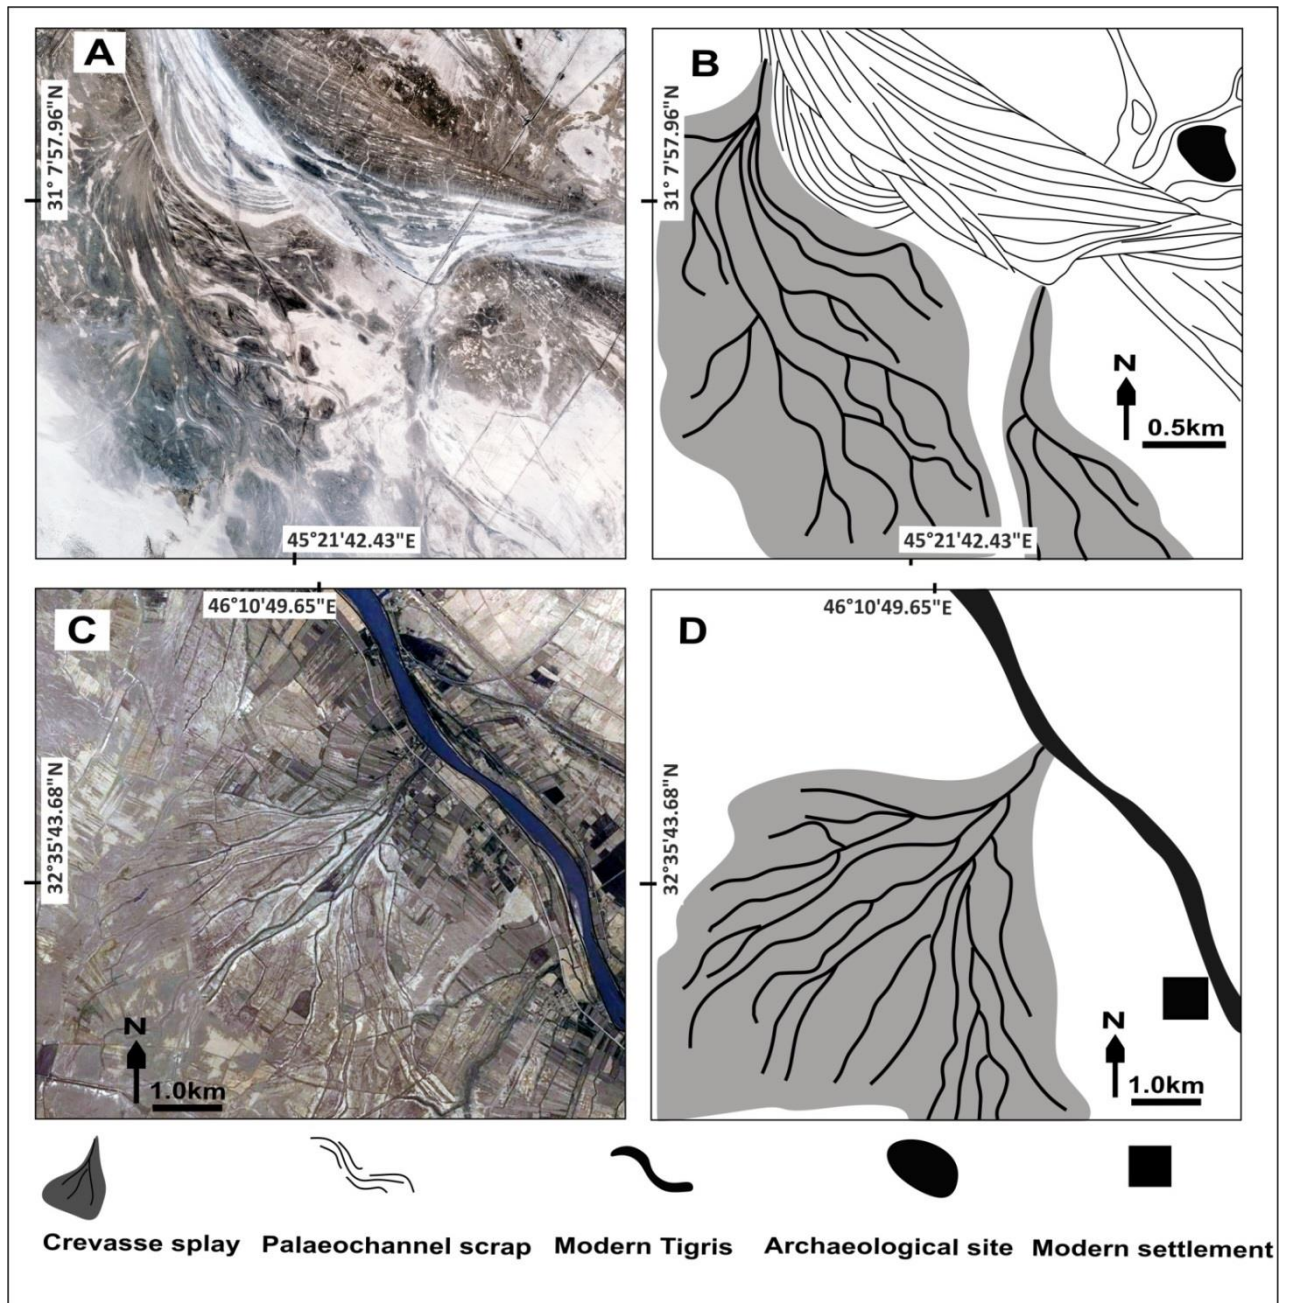 A
B
31° 7'57.96"N
31° 7'57.96"N
N
0.5km
45°21'42.43"E
45°21'42.43"E
46°10'49.65"E
46°10'49.65"E
C
D
32°35'43.68"N
32°35'43.68"N
N
1.0km
N
1.0km
Crevasse splay Palaeochannel scrap Modern Tigris Archaeological site Modern settlement